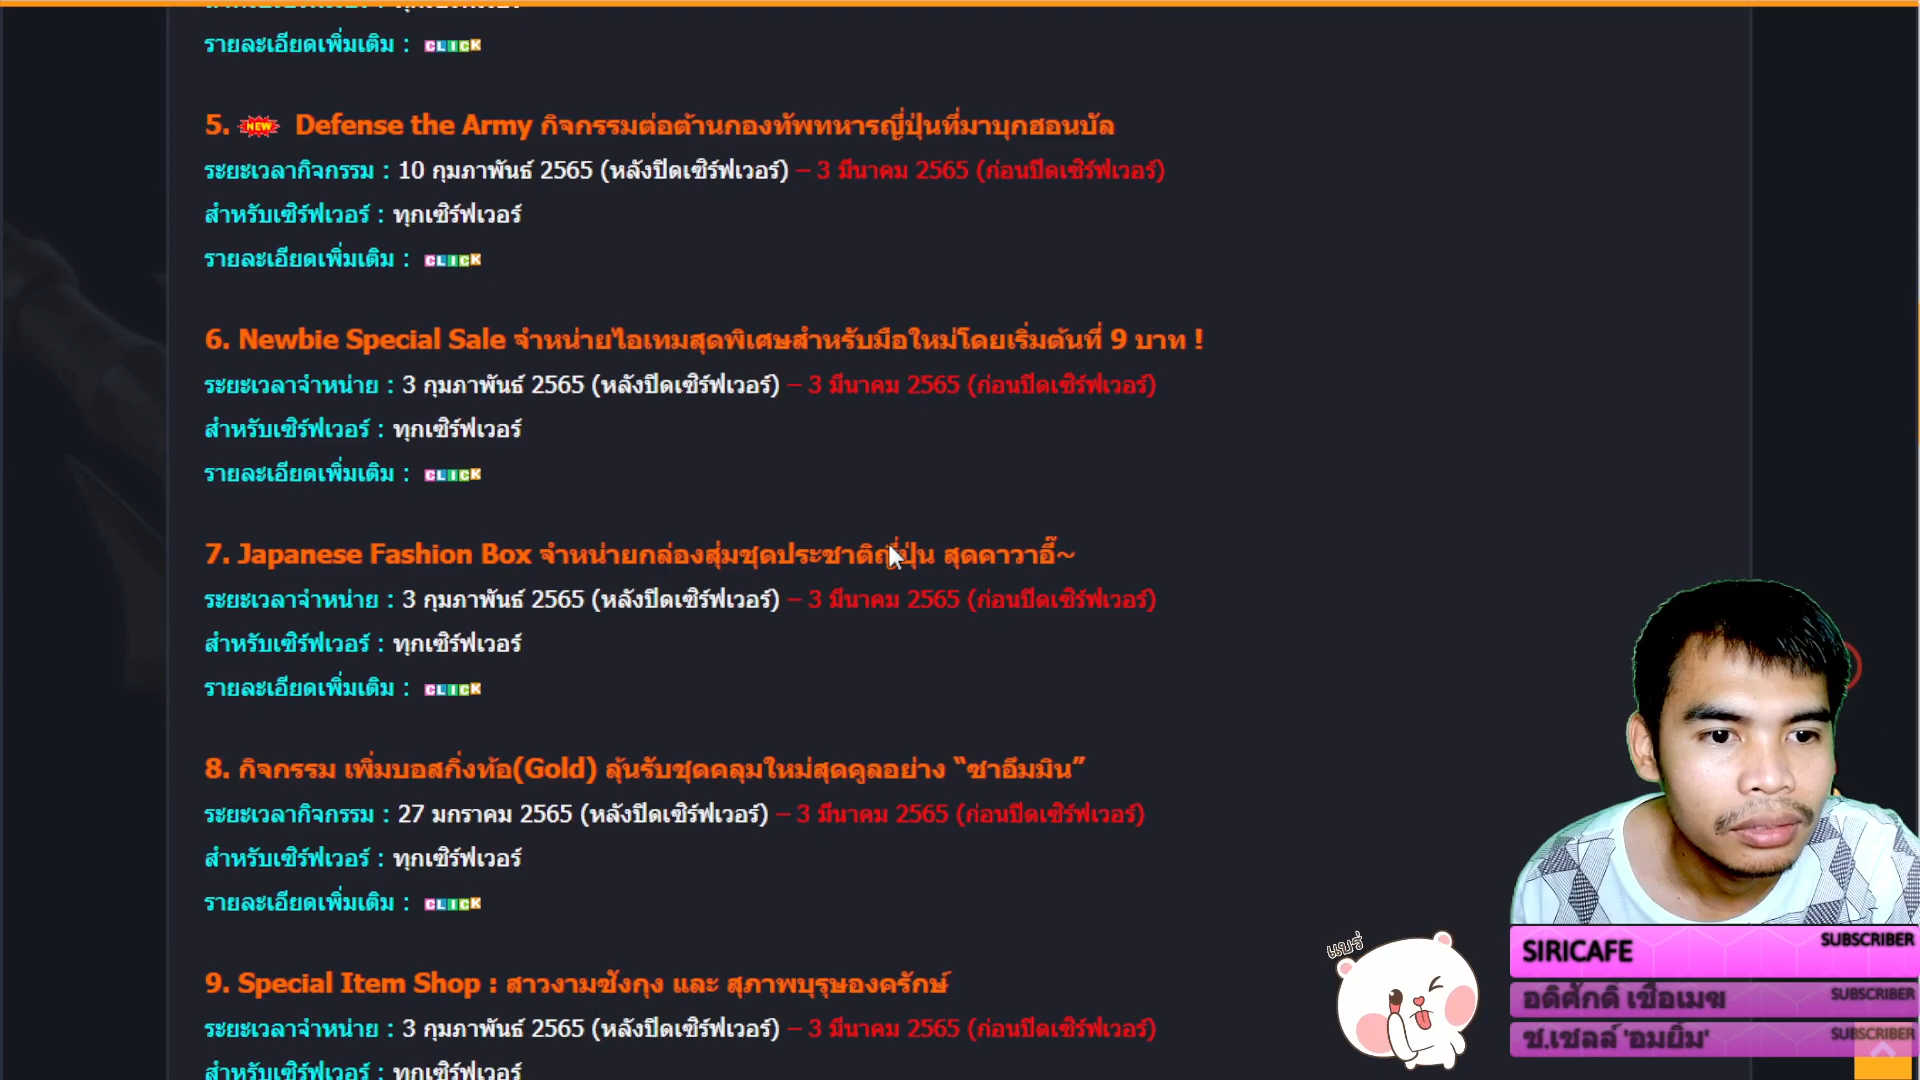 รายละเอียดเพิ่มเติม : CLICK
5. NEW Defense the Army กิจกรรมต่อต้านกองทัพทหารญี่ปุ่นที่มาบุกฮอนบัล
ระยะเวลากิจกรรม : 10 กุมภาพันธ์ 2565 (หลังปิดเซิร์ฟเวอร์) – 3 มีนาคม 2565 (ก่อนปิดเซิร์ฟเวอร์)
สำหรับเซิร์ฟเวอร์ : ทุกเซิร์ฟเวอร์
รายละเอียดเพิ่มเติม : CLICK
6. Newbie Special Sale จำหน่ายไอเทมสุดพิเศษสำหรับมือใหม่โดยเริ่มต้นที่ 9 บาท !
ระยะเวลาจำหน่าย : 3 กุมภาพันธ์ 2565 (หลังปิดเซิร์ฟเวอร์) – 3 มีนาคม 2565 (ก่อนปิดเซิร์ฟเวอร์)
สำหรับเซิร์ฟเวอร์ : ทุกเซิร์ฟเวอร์
รายละเอียดเพิ่มเติม : CLICK
7. Japanese Fashion Box จำหน่ายกล่องสุ่มชุดประชาติญี่ปุ่น สุดคาวาอี๊~
ระยะเวลาจำหน่าย : 3 กุมภาพันธ์ 2565 (หลังปิดเซิร์ฟเวอร์) – 3 มีนาคม 2565 (ก่อนปิดเซิร์ฟเวอร์)
สำหรับเซิร์ฟเวอร์ : ทุกเซิร์ฟเวอร์
รายละเอียดเพิ่มเติม : CLICK
8. กิจกรรม เพิ่มบอสกิ่งท้อ(Gold) ลุ้นรับชุดคลุมใหม่สุดคูลอย่าง “ซาอึมมิน”
ระยะเวลากิจกรรม : 27 มกราคม 2565 (หลังปิดเซิร์ฟเวอร์) – 3 มีนาคม 2565 (ก่อนปิดเซิร์ฟเวอร์)
สำหรับเซิร์ฟเวอร์ : ทุกเซิร์ฟเวอร์
รายละเอียดเพิ่มเติม : CLICK
9. Special Item Shop : สาวงามซังกุง และ สุภาพบุรุษองครักษ์
ระยะเวลาจำหน่าย : 3 กุมภาพันธ์ 2565 (หลังปิดเซิร์ฟเวอร์) – 3 มีนาคม 2565 (ก่อนปิดเซิร์ฟเวอร์)
สำหรับเซิร์ฟเวอร์ : ทุกเซิร์ฟเวอร์
แบร่
SIRICAFE SUBSCRIBER
อดิศักดิ์ เชื้อเมฆ SUBSCRIBER
ช.เชลล์ 'อมยิ้ม' SUBSCRIBER